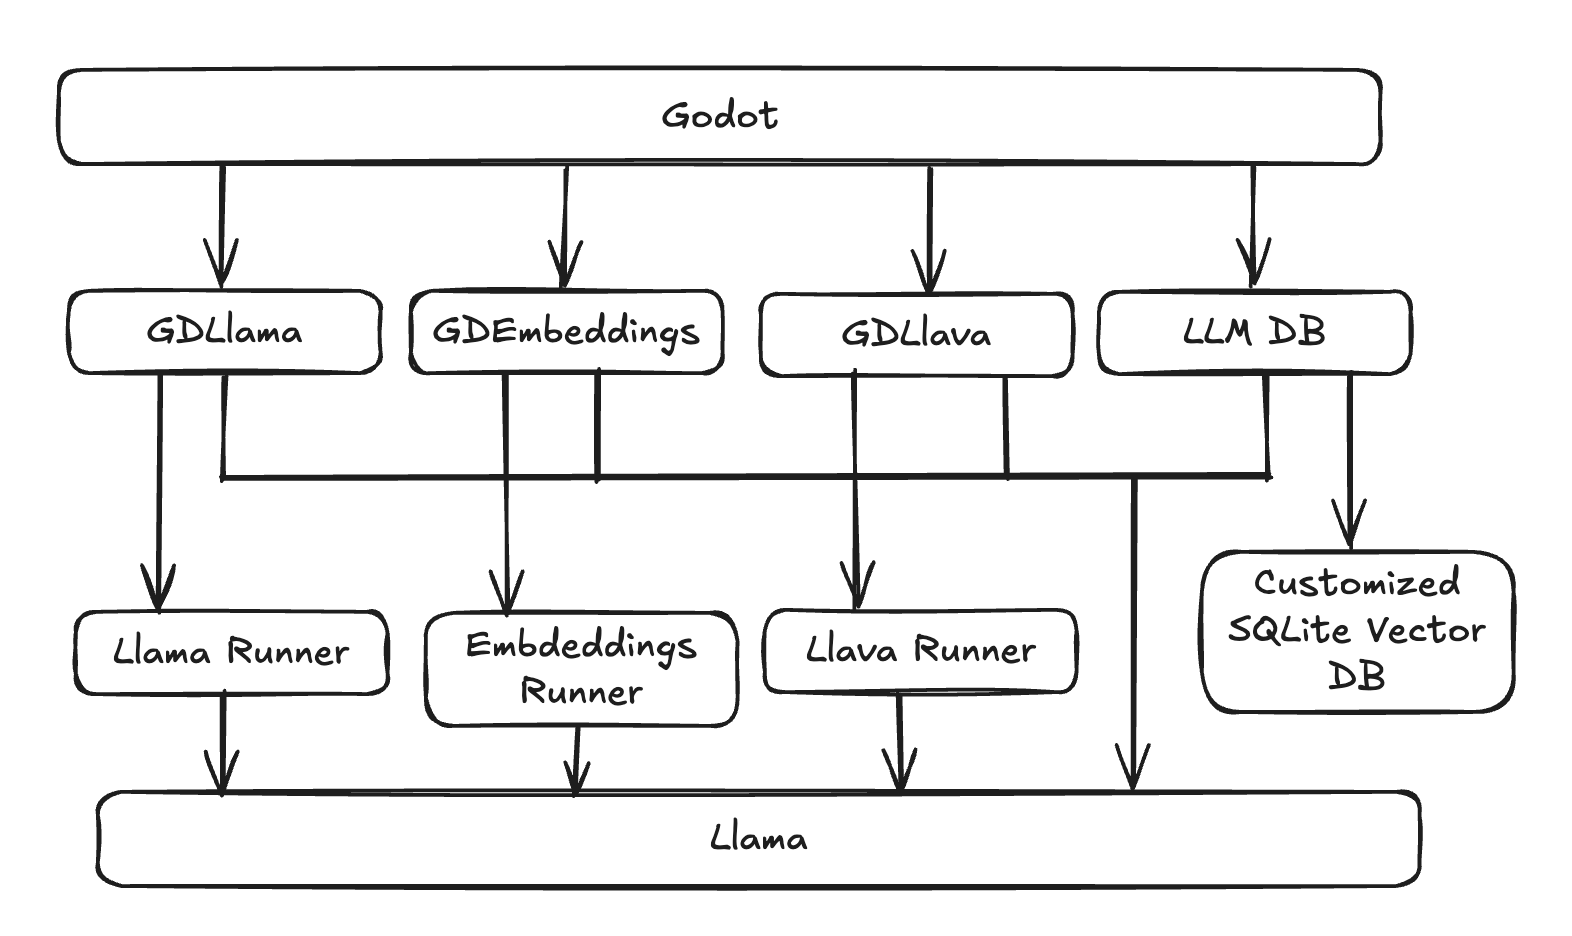 Godot
GDLlama
GDEmbeddings
GDLlava
LLM DB
Llama Runner
Embdeddings
Runner
Llava Runner
Customized
SQLite Vector
DB
Llama